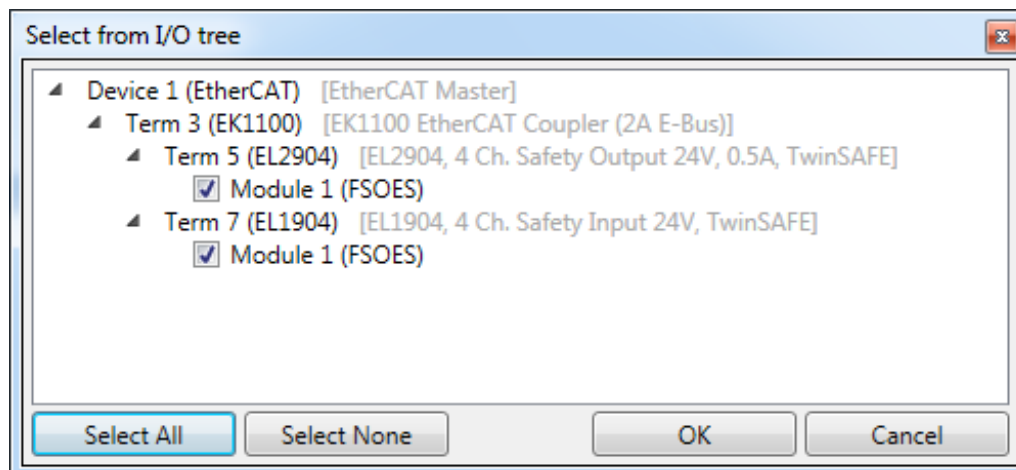 Select from I/O tree
Device 1 (EtherCAT) [EtherCAT Master]
Term 3 (EK1100) [EK1100 EtherCAT Coupler (2A E-Bus)]
Term 5 (EL2904) [EL2904, 4 Ch. Safety Output 24V, 0.5A, TwinSAFE]
Module 1 (FSOES)
Term 7 (EL1904) [EL1904, 4 Ch. Safety Input 24V, TwinSAFE]
Module 1 (FSOES)
Select All Select None OK Cancel